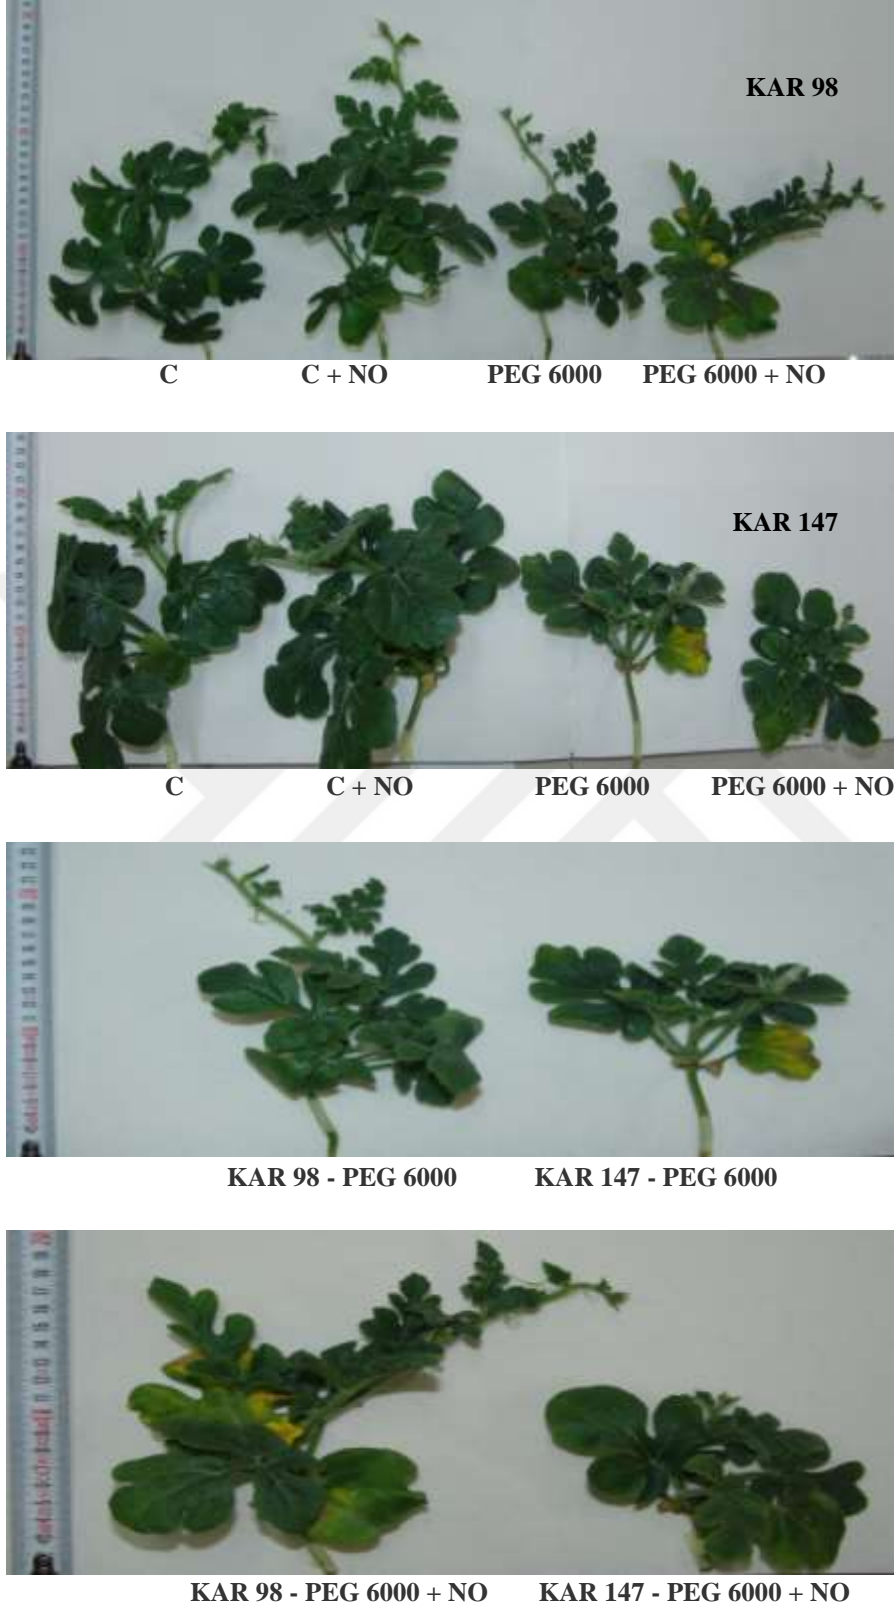 KAR 98
C C + NO PEG 6000 PEG 6000 + NO
KAR 147
C C + NO PEG 6000 PEG 6000 + NO
KAR 98 - PEG 6000 KAR 147 - PEG 6000
KAR 98 - PEG 6000 + NO KAR 147 - PEG 6000 + NO